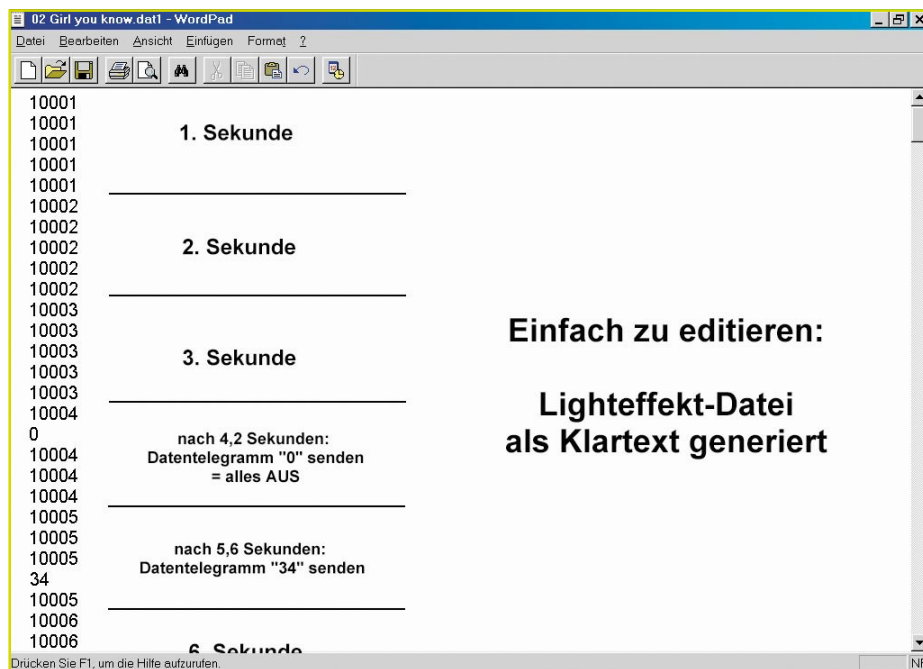 02 Girl you know.dat1 - WordPad
Datei Bearbeiten Ansicht Einfügen Format ?
10001
10001
10001
10001
10001
1. Sekunde
10002
10002
10002
10002
10002
2. Sekunde
10003
10003
10003
10003
10003
3. Sekunde
10004
0
10004
10004
10004
nach 4,2 Sekunden:
Datentelegramm "0" senden
= alles AUS
10005
10005
10005
34
10005
nach 5,6 Sekunden:
Datentelegramm "34" senden
10006
10006
6. Sekunde
Einfach zu editieren:
Lighteffekt-Datei
als Klartext generiert
Drücken Sie F1, um die Hilfe aufzurufen.